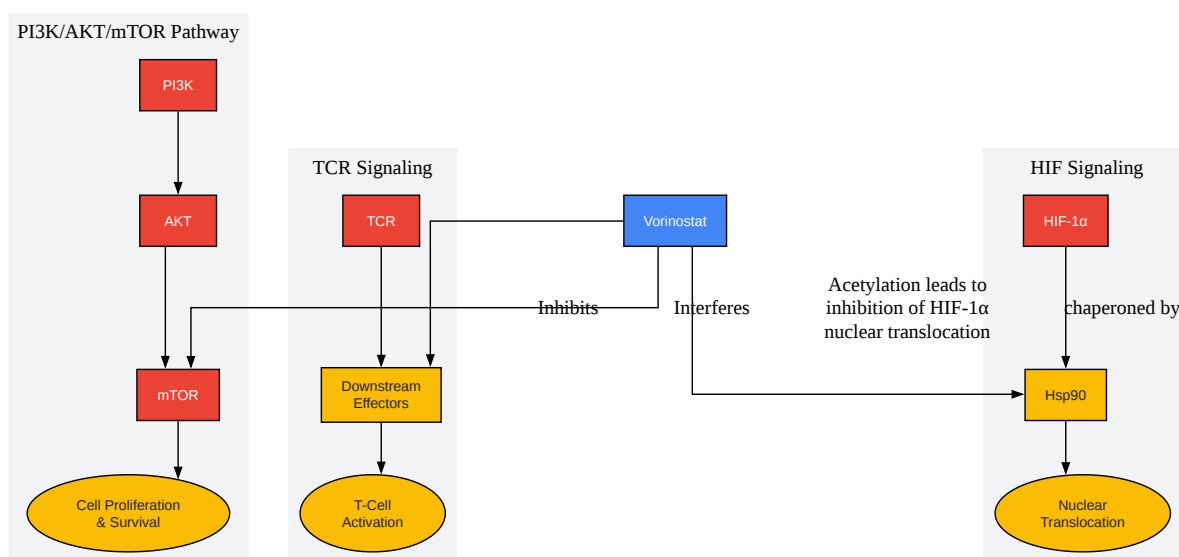 PI3K/AKT/mTOR Pathway
PI3K
TCR Signaling
HIF Signaling
AKT
TCR
Vorinostat
HIF-1α
Inhibits
Interferes
Acetylation leads to
inhibition of HIF-1α
nuclear translocation
chaperoned by
mTOR
Downstream
Effectors
Hsp90
Cell Proliferation
& Survival
T-Cell
Activation
Nuclear
Translocation